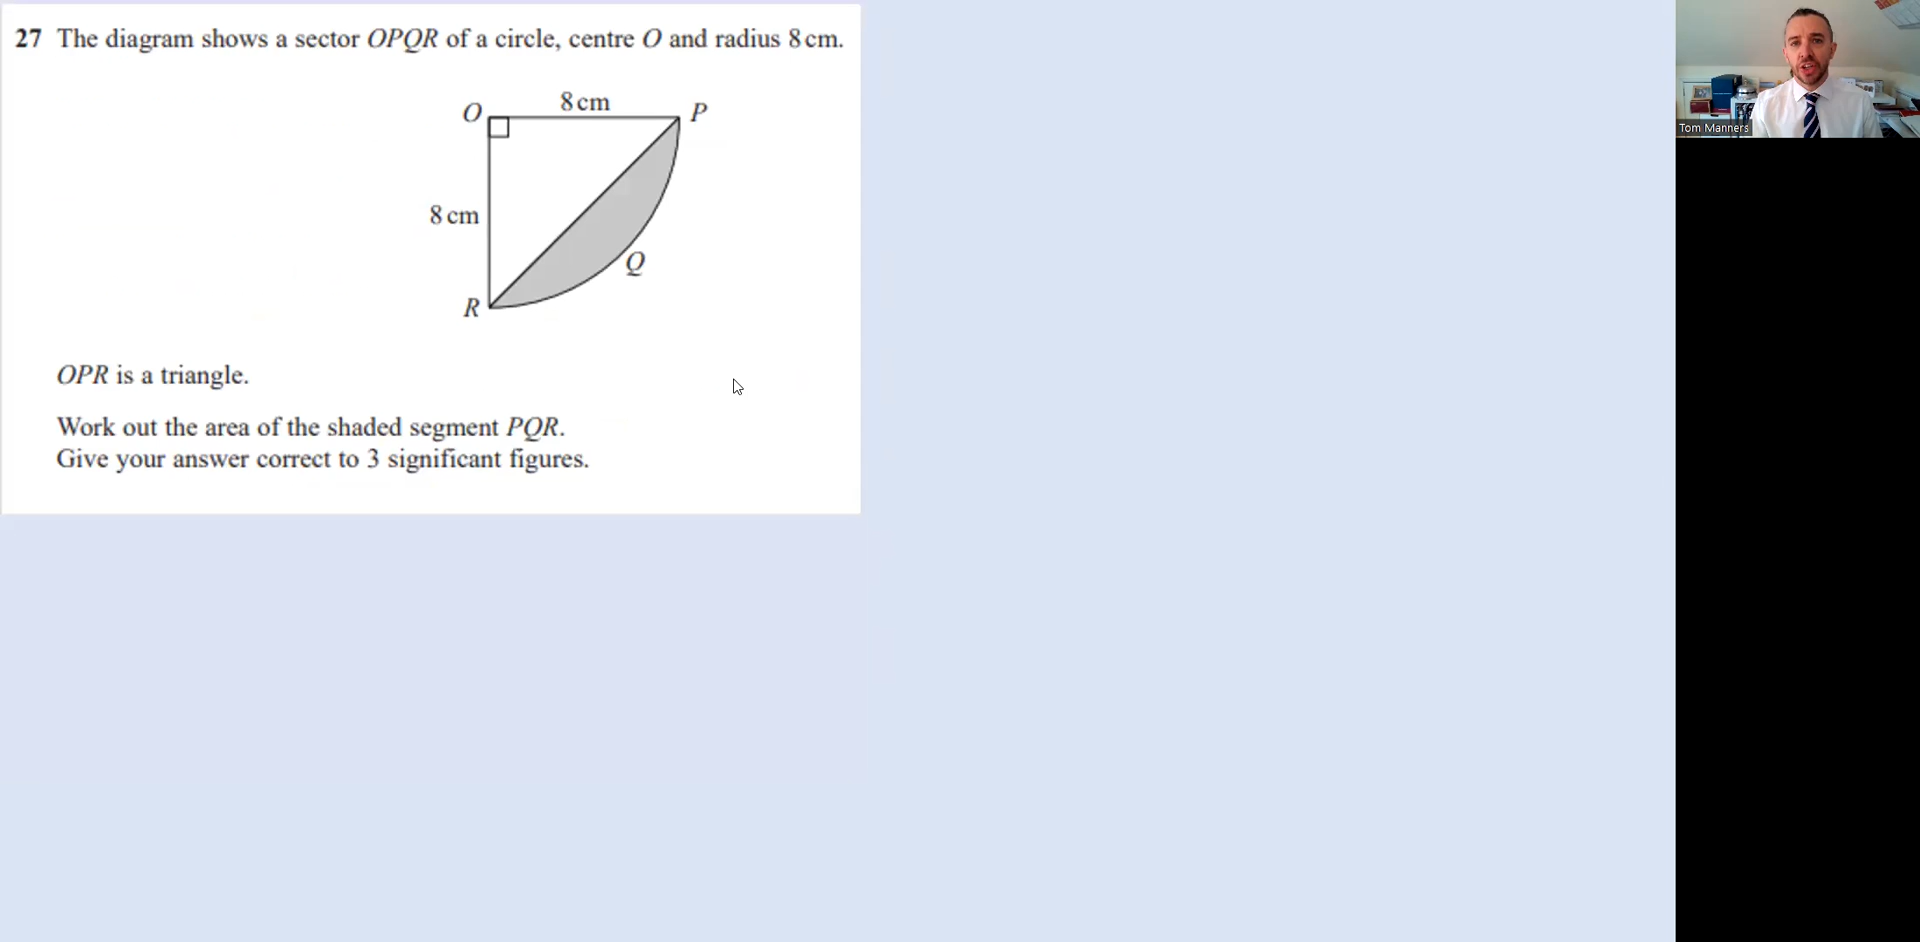 27 The diagram shows a sector OPQR of a circle, centre O and radius 8 cm.
O
8 cm
P
8 cm
Q
R
OPR is a triangle.
Work out the area of the shaded segment PQR.
Give your answer correct to 3 significant figures.
Tom Manners